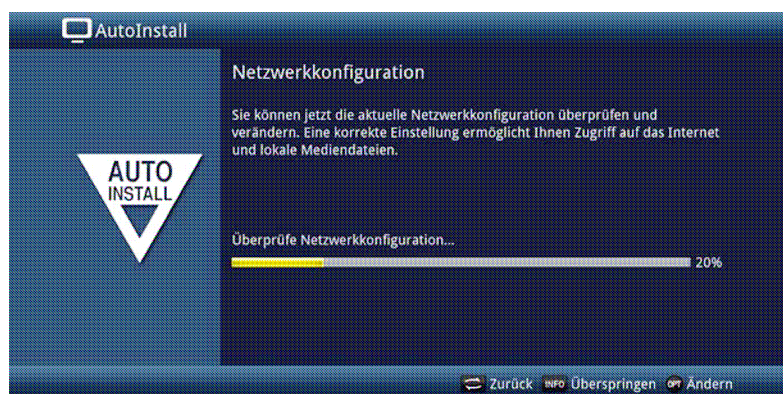 AutoInstall
Netzwerkkonfiguration
Sie können jetzt die aktuelle Netzwerkkonfiguration überprüfen und
verändern. Eine korrekte Einstellung ermöglicht Ihnen Zugriff auf das Internet
und lokale Mediendateien.
AUTO
INSTALL
Überprüfe Netzwerkkonfiguration...
20%
Zurück INFO Überspringen OPT Ändern